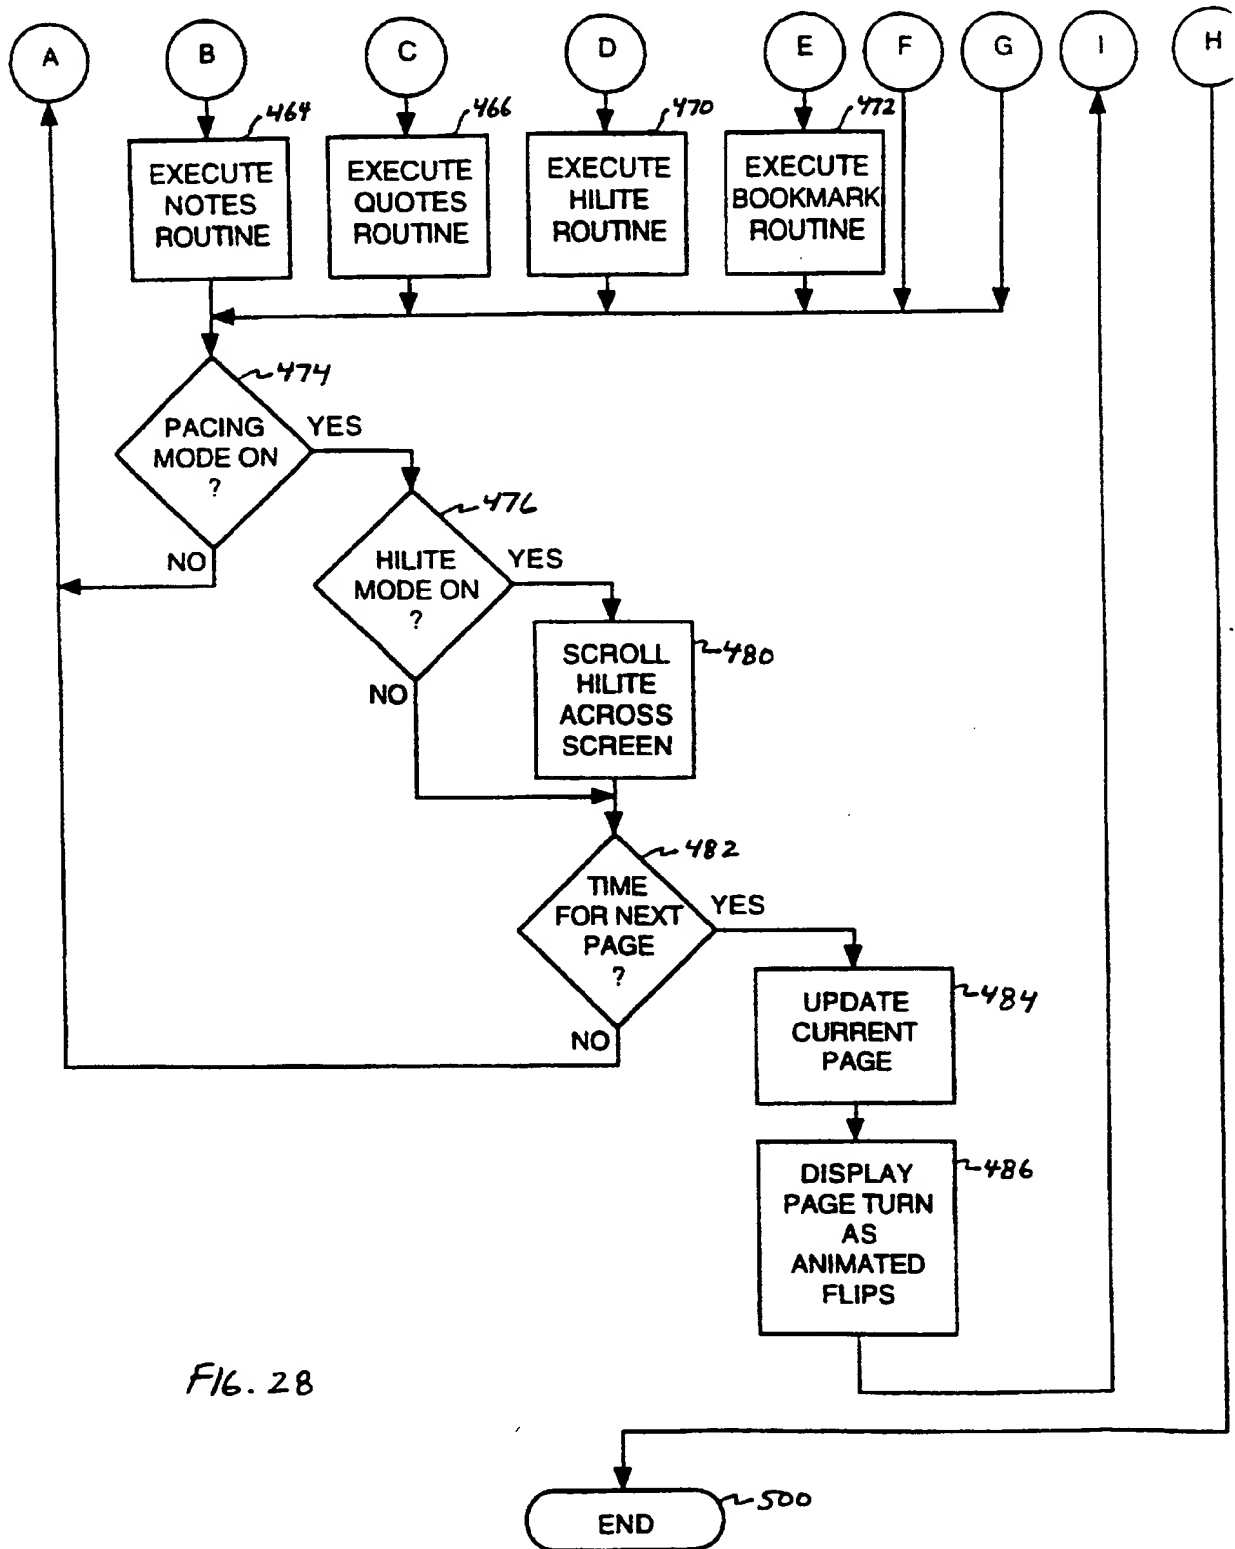 A
B
C
D
E
F
G
I
H
464
466
470
472
EXECUTE
NOTES
ROUTINE
EXECUTE
QUOTES
ROUTINE
EXECUTE
HILITE
ROUTINE
EXECUTE
BOOKMARK
ROUTINE
474
PACING
MODE ON
?
YES
NO
476
HILITE
MODE ON
?
YES
NO
480
SCROLL
HILITE
ACROSS
SCREEN
482
TIME
FOR NEXT
PAGE
?
YES
NO
484
UPDATE
CURRENT
PAGE
486
DISPLAY
PAGE TURN
AS
ANIMATED
FLIPS
FIG. 28
500
END